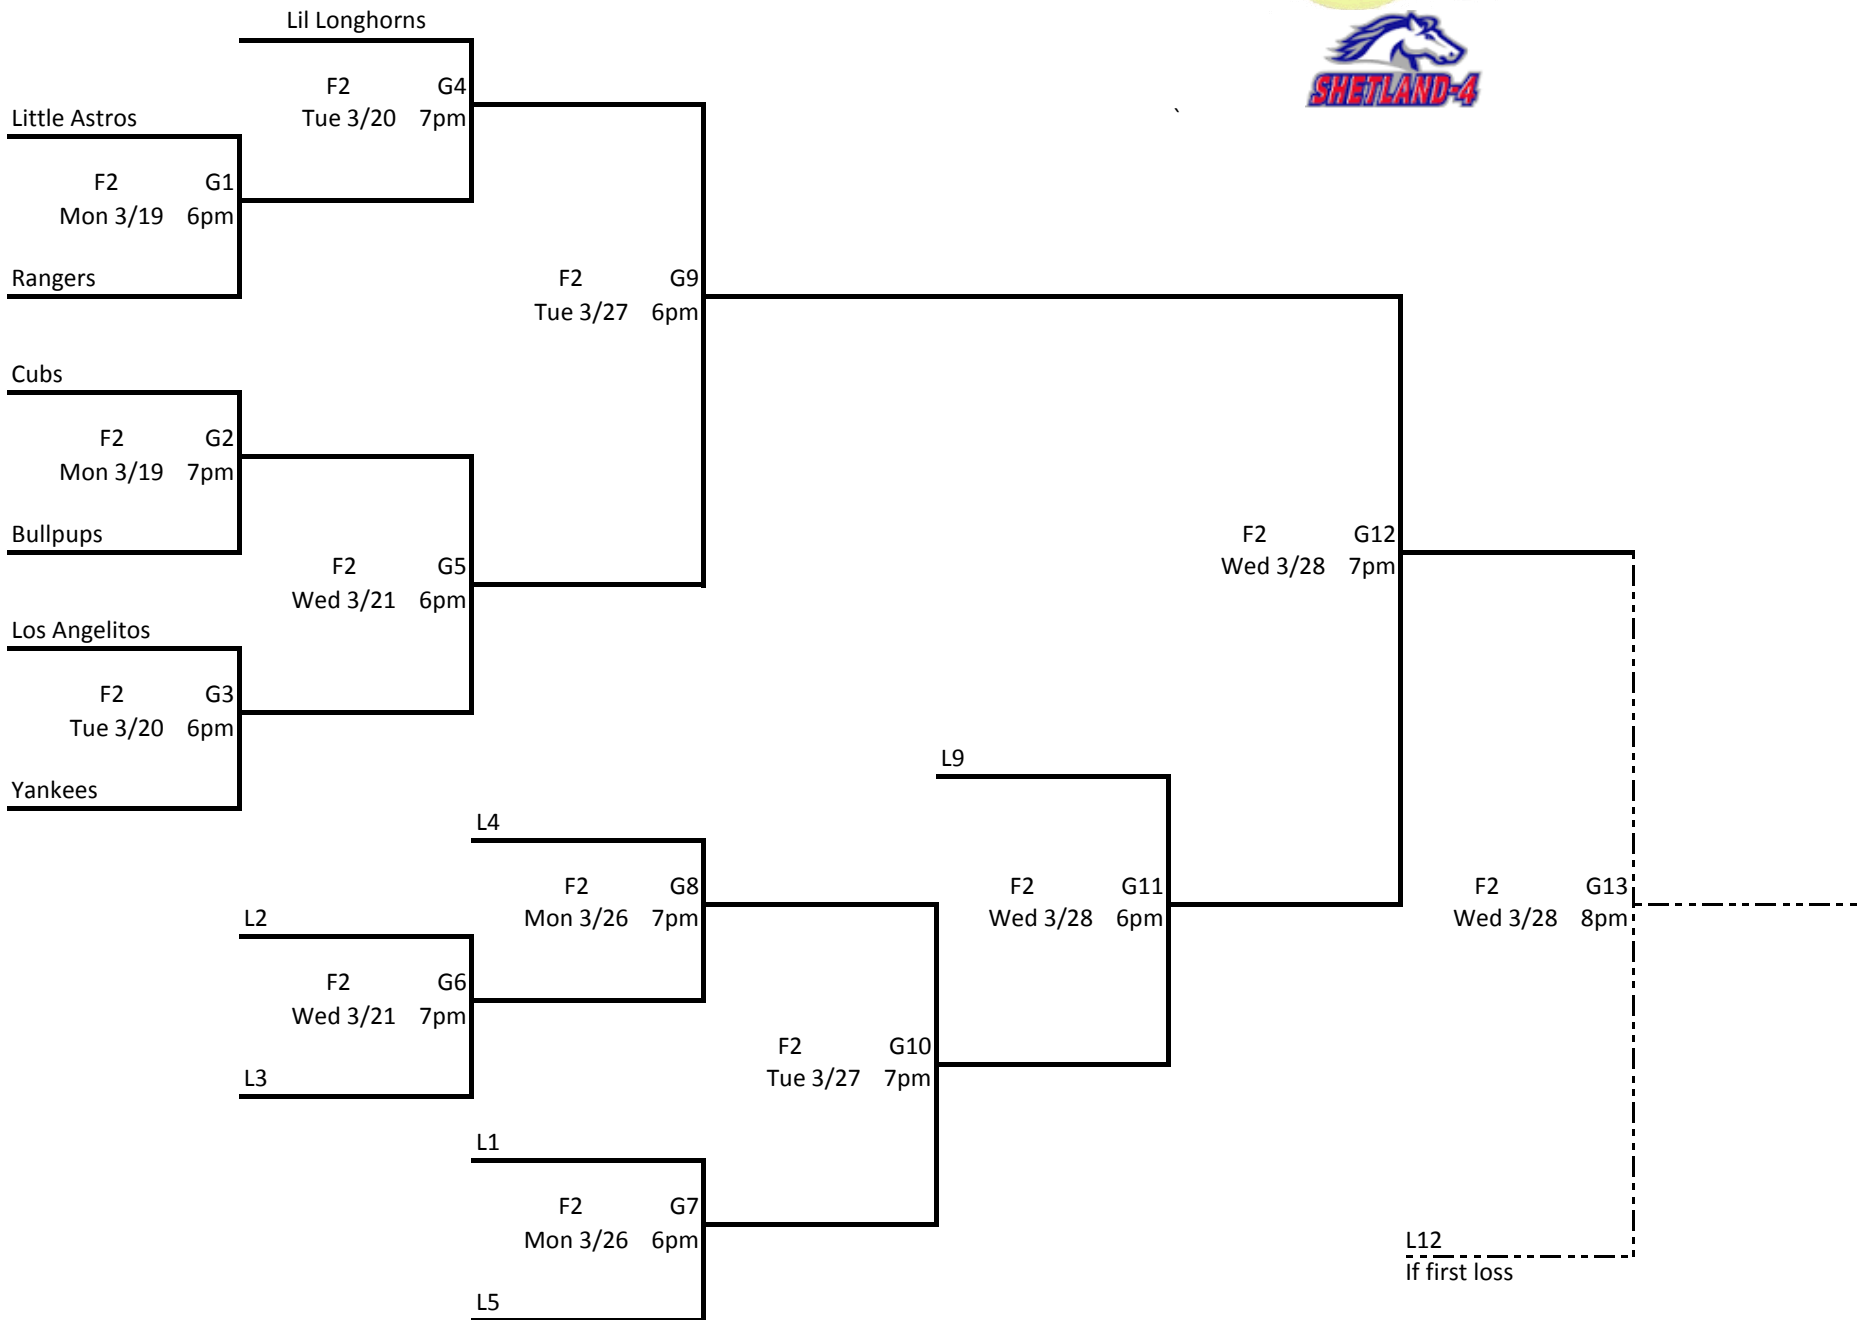 Lil Longhorns
SHETLAND-4
F2 G4
Tue 3/20 7pm
Little Astros
`
F2 G1
Mon 3/19 6pm
Rangers
F2 G9
Tue 3/27 6pm
Cubs
F2 G2
Mon 3/19 7pm
Bullpups
F2 G12
Wed 3/28 7pm
F2 G5
Wed 3/21 6pm
Los Angelitos
F2 G3
Tue 3/20 6pm
L9
Yankees
L4
F2 G8
Mon 3/26 7pm
F2 G11
Wed 3/28 6pm
F2 G13
Wed 3/28 8pm
L2
F2 G6
Wed 3/21 7pm
F2 G10
Tue 3/27 7pm
L3
L1
F2 G7
Mon 3/26 6pm
L12
If first loss
L5